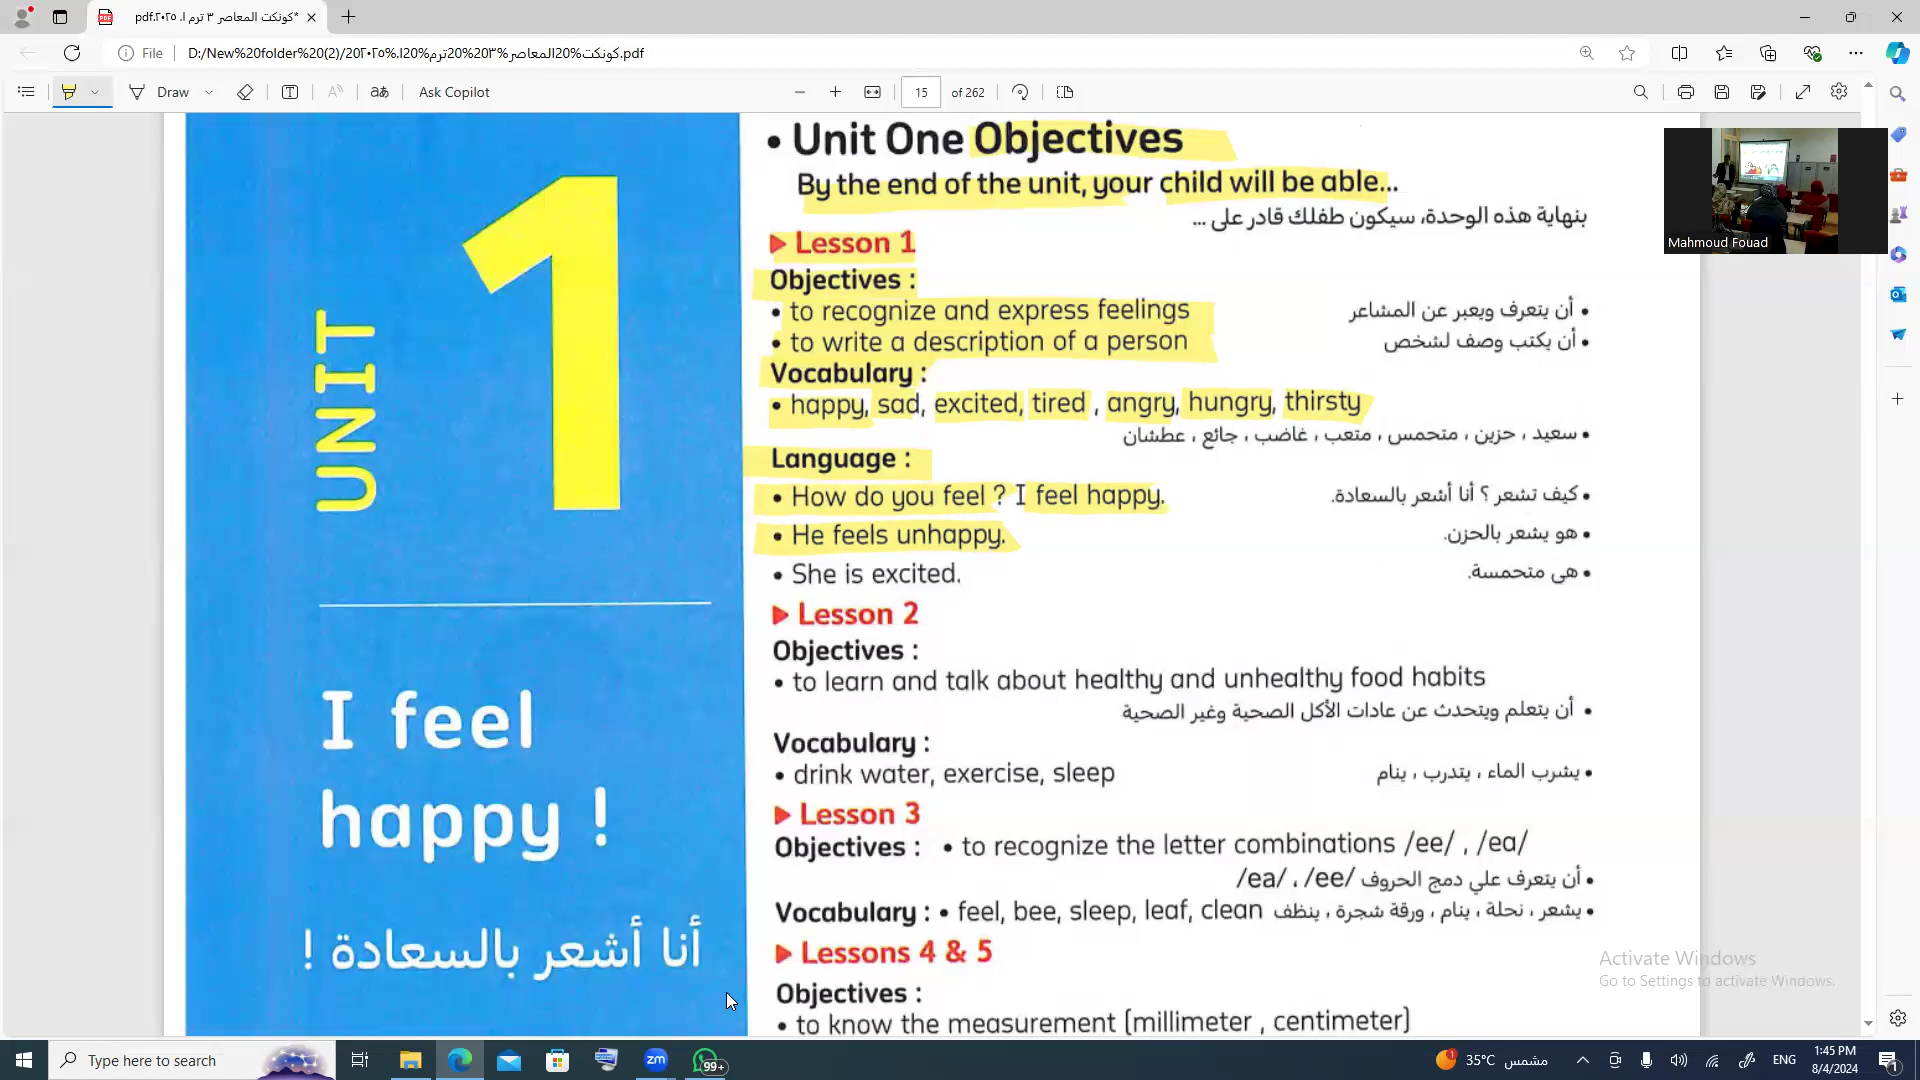 *كونكت المعاصر ٣ ترم ا. ٢٠٢٥.pdf
File
D:/New%20folder%20(2)/كونكت%20المعاصر%20٣%20ترم%20ا.%20٢٠٢٥.pdf
Draw
Ask Copilot
15 of 262
• Unit One Objectives
By the end of the unit, your child will be able...
بنهاية هذه الوحدة، سيكون طفلك قادر على ...
Lesson 1
Objectives :
• to recognize and express feelings
• أن يتعرف ويعبر عن المشاعر
• to write a description of a person
• أن يكتب وصف لشخص
Vocabulary :
• happy, sad, excited, tired , angry, hungry, thirsty
• سعيد ، حزين ، متحمس ، متعب ، غاضب ، جائع ، عطشان
Language :
• How do you feel ? I feel happy.
• كيف تشعر ؟ أنا أشعر بالسعادة.
• He feels unhappy.
• هو يشعر بالحزن.
• She is excited.
• هى متحمسة.
Lesson 2
Objectives :
• to learn and talk about healthy and unhealthy food habits
• أن يتعلم ويتحدث عن عادات الأكل الصحية وغير الصحية
Vocabulary :
• drink water, exercise, sleep
• يشرب الماء ، يتدرب ، ينام
Lesson 3
Objectives : • to recognize the letter combinations /ee/ , /ea/
• أن يتعرف علي دمج الحروف /ee/ ، /ea/
Vocabulary : • feel, bee, sleep, leaf, clean
• يشعر ، نحلة ، ينام ، ورقة شجرة ، ينظف
Lessons 4 & 5
Objectives :
• to know the measurement (millimeter , centimeter)
UNIT
1
I feel
happy !
أنا أشعر بالسعادة !
Mahmoud Fouad
Activate Windows
Go to Settings to activate Windows.
Type here to search
zm
99+
35°C مشمس
ENG
1:45 PM
8/4/2024